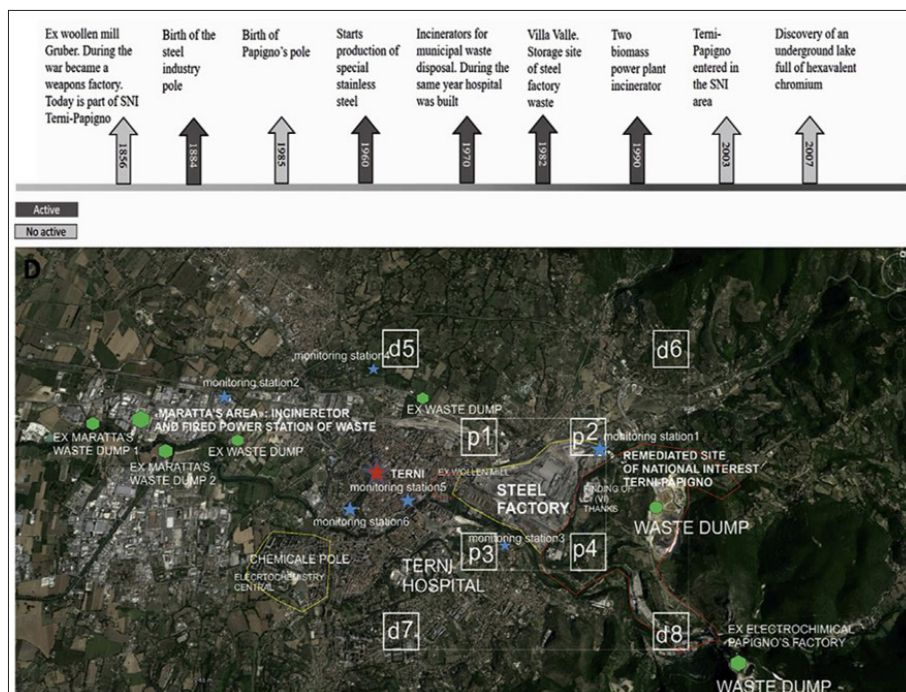 Ex woollen mill
Gruber. During the
war became a
weapons factory.
Today is part of SNI
Terni-Papigno
Birth of the
steel
industry
pole
Birth of
Papigno's pole
Starts
production of
special
stainless
steel
Incinerators for
municipal waste
disposal. During the
same year hospital
was built
Villa Valle.
Storage site
of steel
factory
waste
Two
biomass
power plant
incinerator
Terni-
Papigno
entered in
the SNI
area
Discovery of an
underground lake
full of hexavalent
chromium
1856
1884
1985
1960
1970
1982
1990
2003
2007
Active
No active
D
d5
d6
monitoring station4
monitoring station2
EX WASTE DUMP
«MARATTA'S AREA»: INCINERETOR
AND FIRED POWER STATION OF WASTE
EX MARATTA'S
WASTE DUMP 1
EX WASTE DUMP
EX MARATTA'S
WASTE DUMP 2
p1
p2
monitoring station1
REMEDIATED SITE
OF NATIONAL INTEREST
TERNI-PAPIGNO
TERNI
EX WOLLEN MILL
monitoring station5
STEEL
FACTORY
THANKS
WASTE DUMP
monitoring station6
monitoring station3
p3
p4
CHEMICALE POLE
ELECRTOCHEMISTRY
CENTRAL
TERNI
HOSPITAL
d7
d8
EX ELECTROCHIMICAL
PAPIGNO'S FACTORY
WASTE DUMP